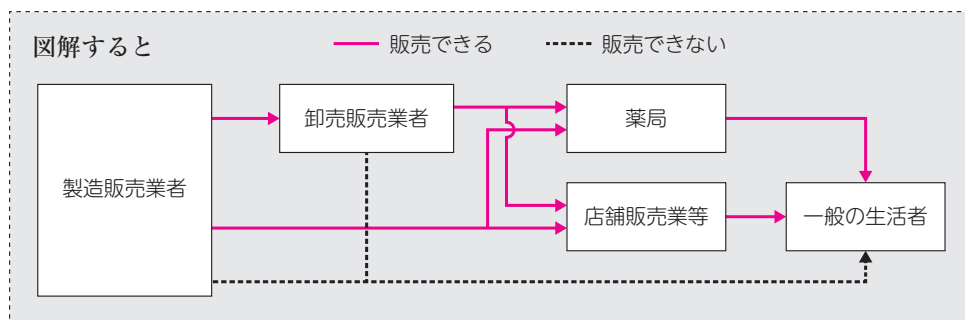 図解すると
販売できる
販売できない
製造販売業者
卸売販売業者
薬局
店舗販売業等
一般の生活者